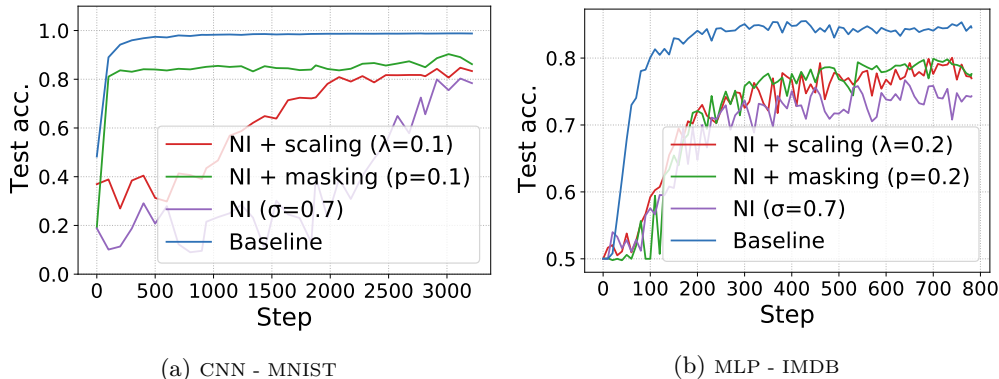 Test acc.
1.0
0.8
0.6
0.4
0.2
0.0
NI + scaling (λ=0.1)
NI + masking (p=0.1)
NI (σ=0.7)
Baseline
0 500 1000 1500 2000 2500 3000
Step
(a) CNN - MNIST
Test acc.
0.8
0.7
0.6
0.5
NI + scaling (λ=0.2)
NI + masking (p=0.2)
NI (σ=0.7)
Baseline
0 100 200 300 400 500 600 700 800
Step
(b) MLP - IMDB